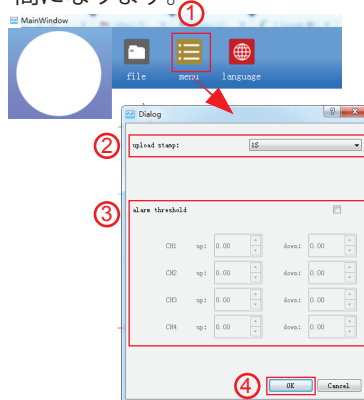 間になります。
①
MainWindow
file menu language
Dialog
② upload stamp: 1S
③ alarm threshold
CH1 up: 0.00 down: 0.00
CH2 up: 0.00 down: 0.00
CH3 up: 0.00 down: 0.00
CH4 up: 0.00 down: 0.00
④ OK Cancel